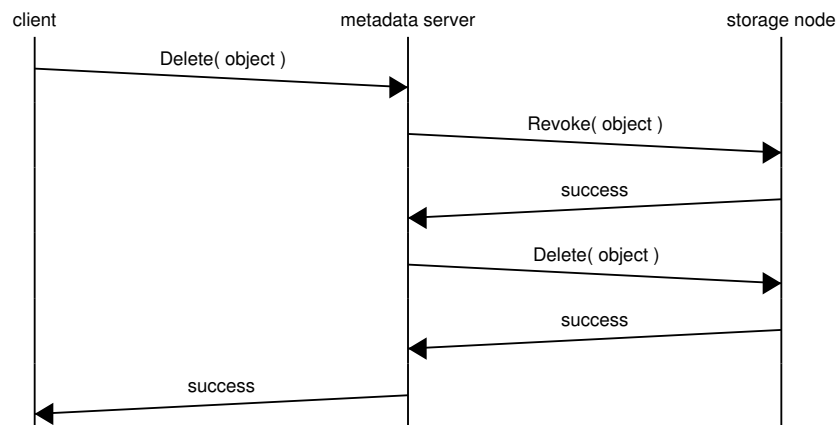 client metadata server storage node
Delete( object )
Revoke( object )
success
Delete( object )
success
success